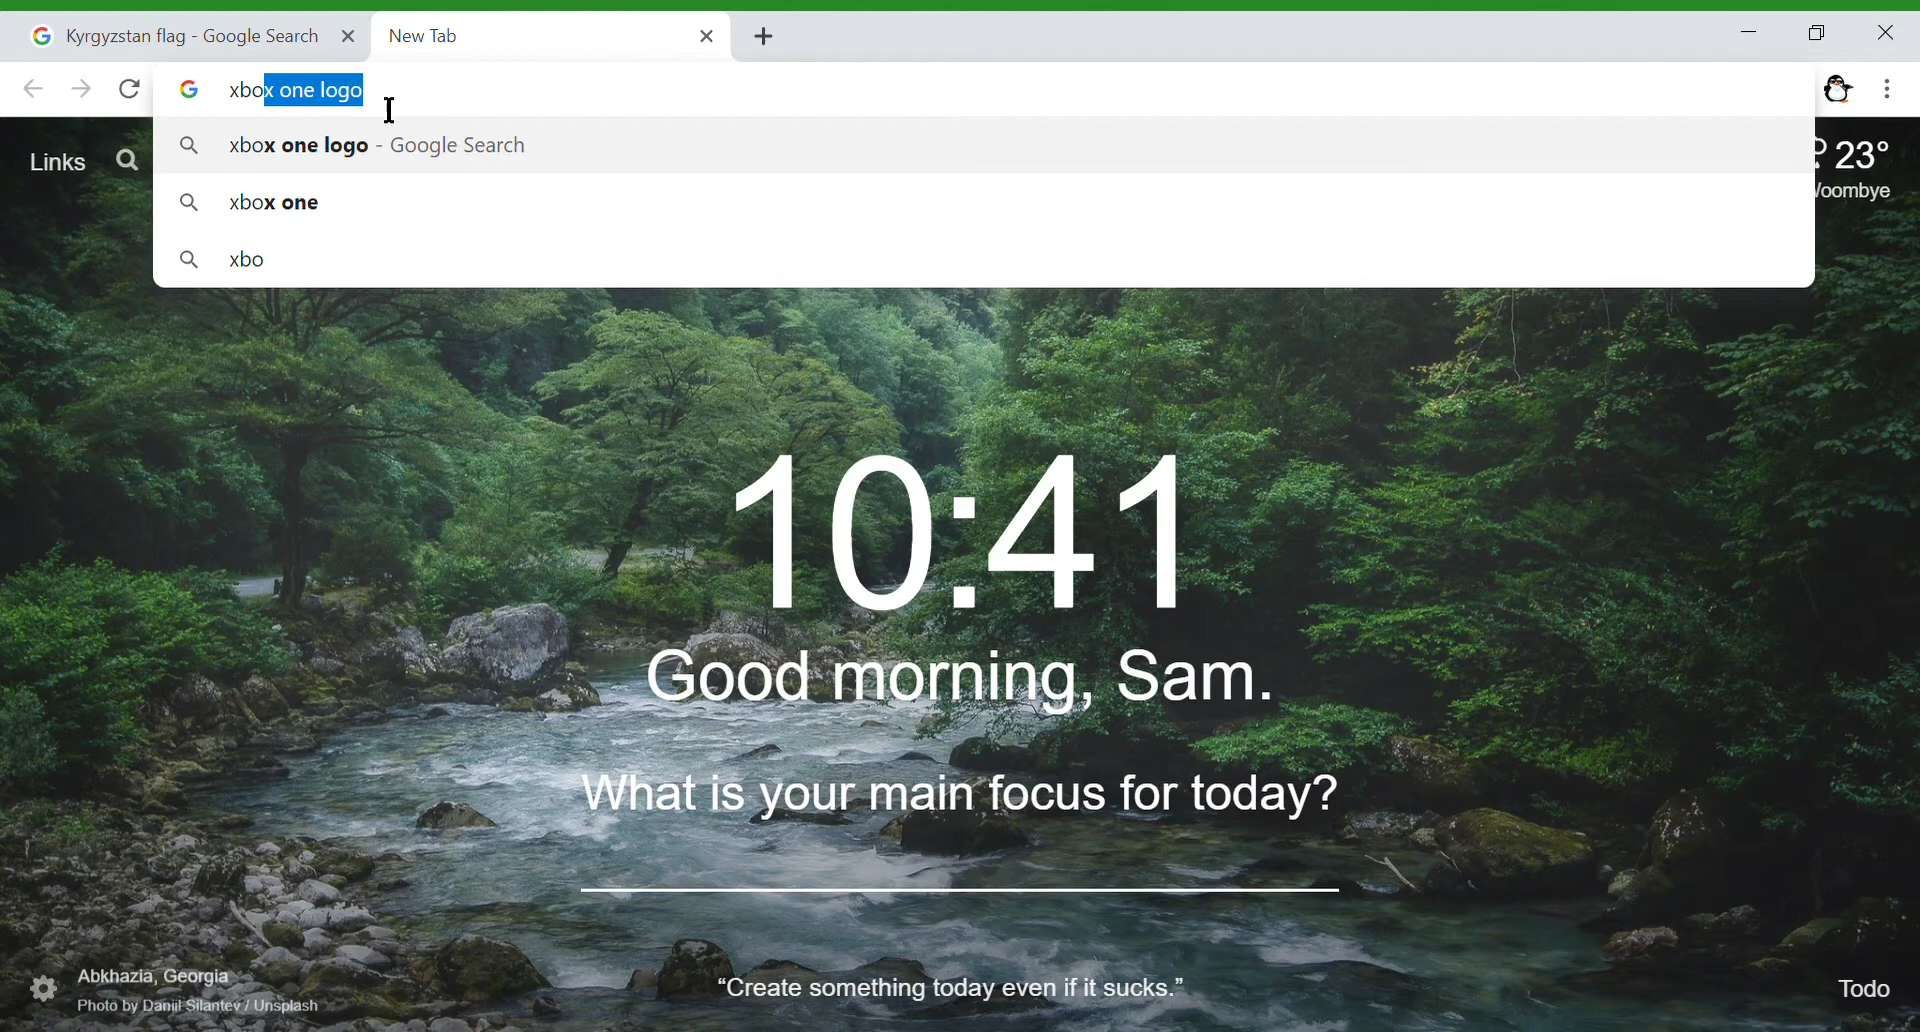 Kyrgyzstan flag - Google Search
New Tab
xbox one logo
xbox one logo - Google Search
xbox one
xbo
Links
23°
oombye
10:41
Good morning, Sam.
What is your main focus for today?
Abkhazia, Georgia
Photo by Daniil Silantev / Unsplash
“Create something today even if it sucks.”
Todo